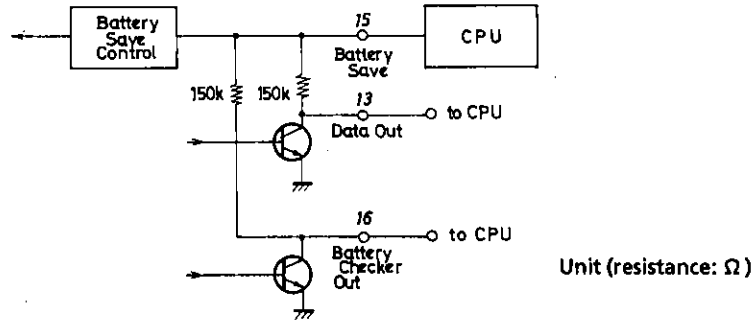 Battery
Save
Control
15
Battery
Save
CPU
150k
150k
13
Data Out
to CPU
16
Battery
Checker
Out
to CPU
Unit (resistance: Ω)